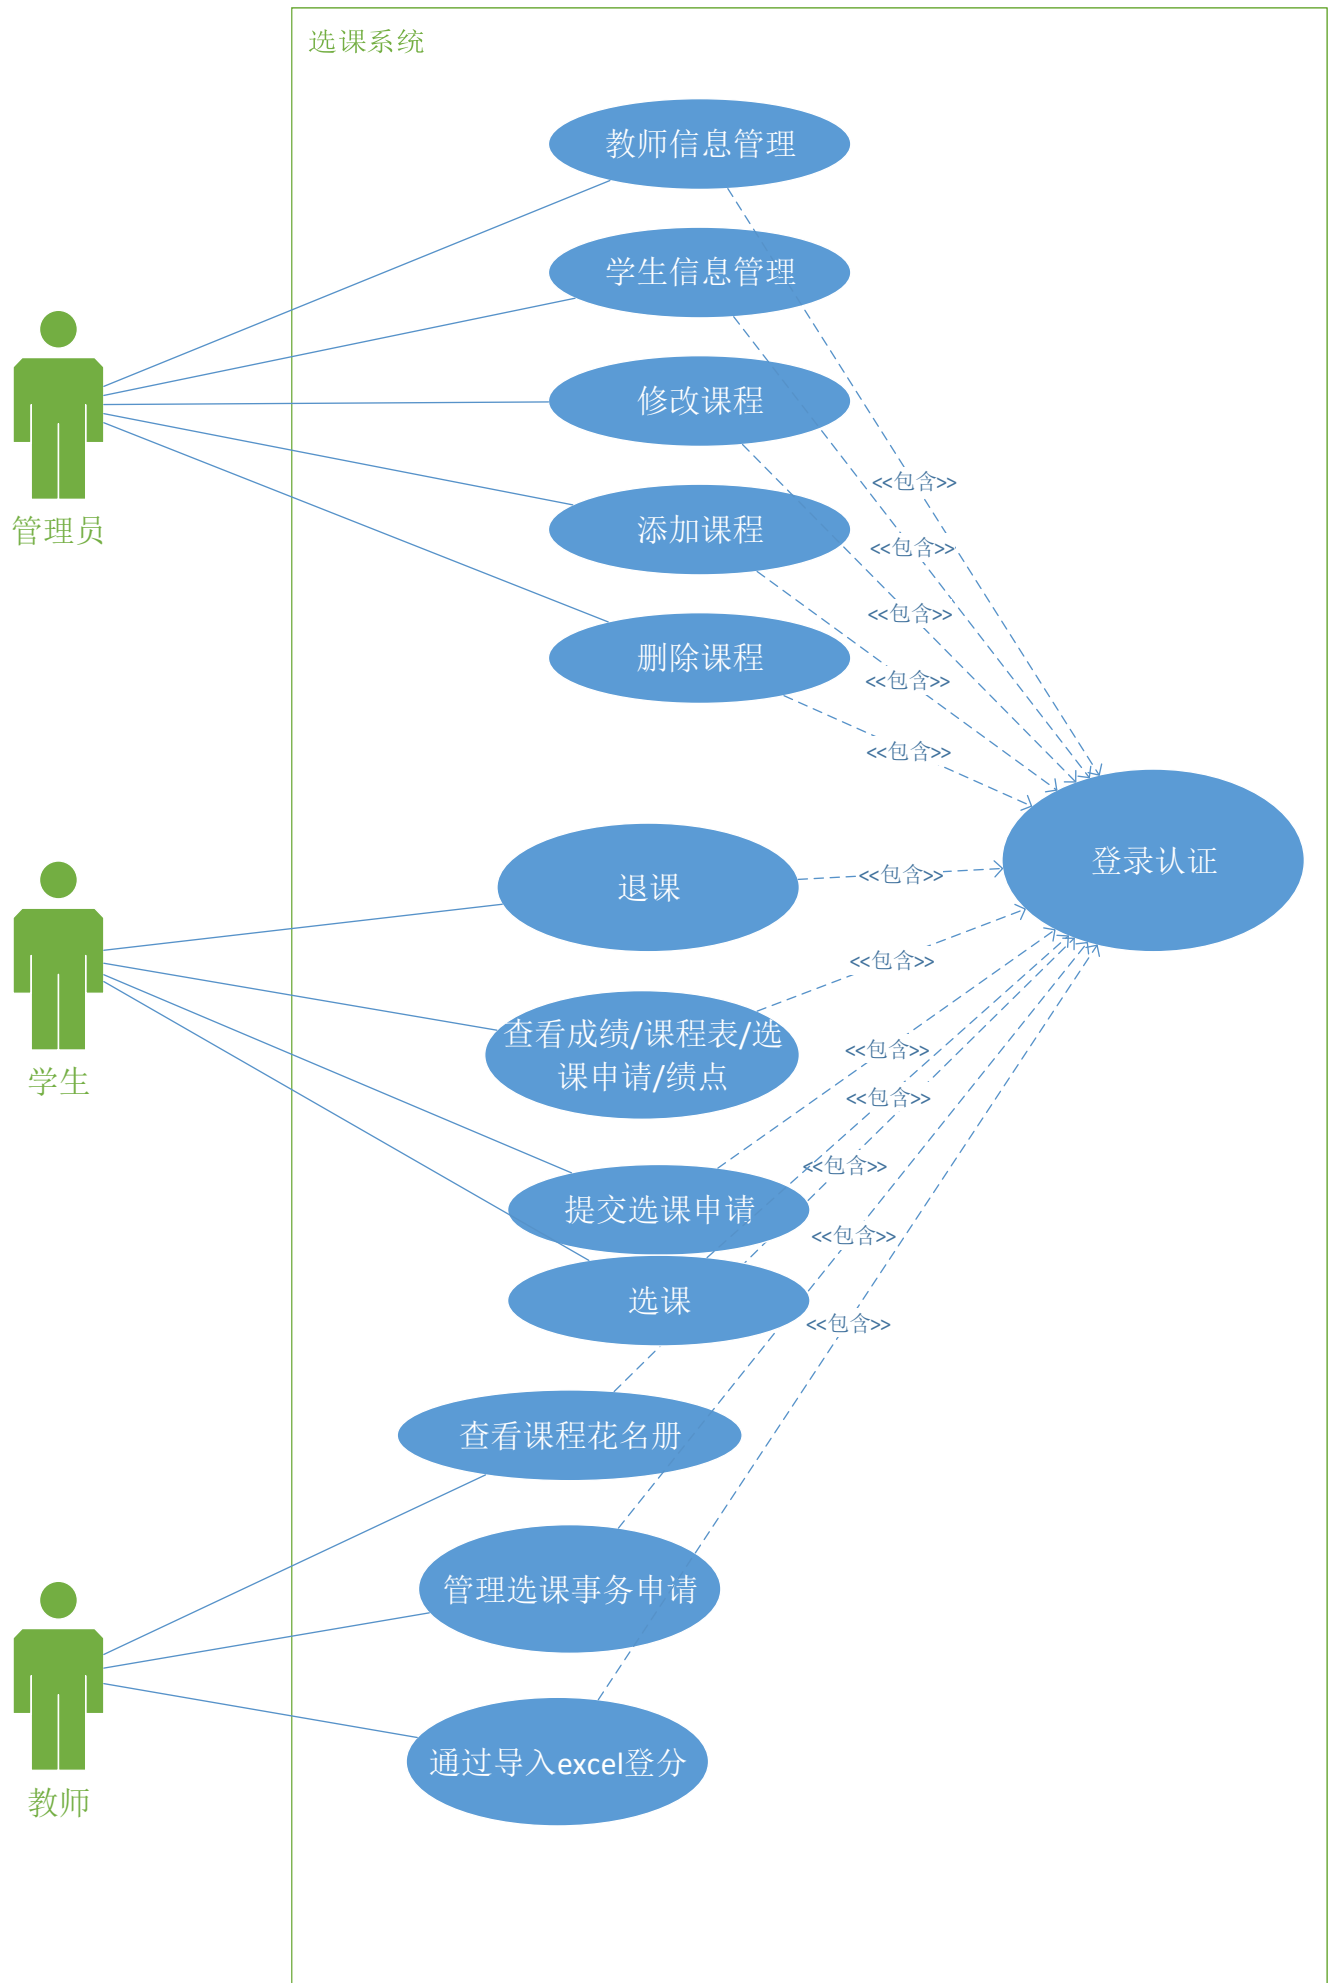 选课系统
教师信息管理
学生信息管理
修改课程
<<包含>>
添加课程
管理员
<<包含>>
<<包含>>
删除课程
<<包含>>
<<包含>>
登录认证
退课
<<包含>>
<<包含>>
查看成绩/课程表/选
课申请/绩点
学生
<<包含>>
<<包含>>
<<包含>>
提交选课申请
<<包含>>
选课
<<包含>>
查看课程花名册
管理选课事务申请
通过导入excel登分
教师